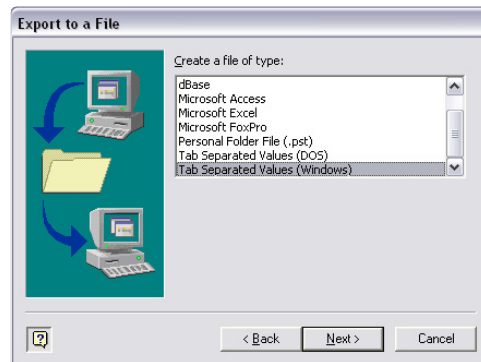 Export to a File
Create a file of type:
dBase
Microsoft Access
Microsoft Excel
Microsoft FoxPro
Personal Folder File (.pst)
Tab Separated Values (DOS)
Tab Separated Values (Windows)
?
< Back
Next >
Cancel